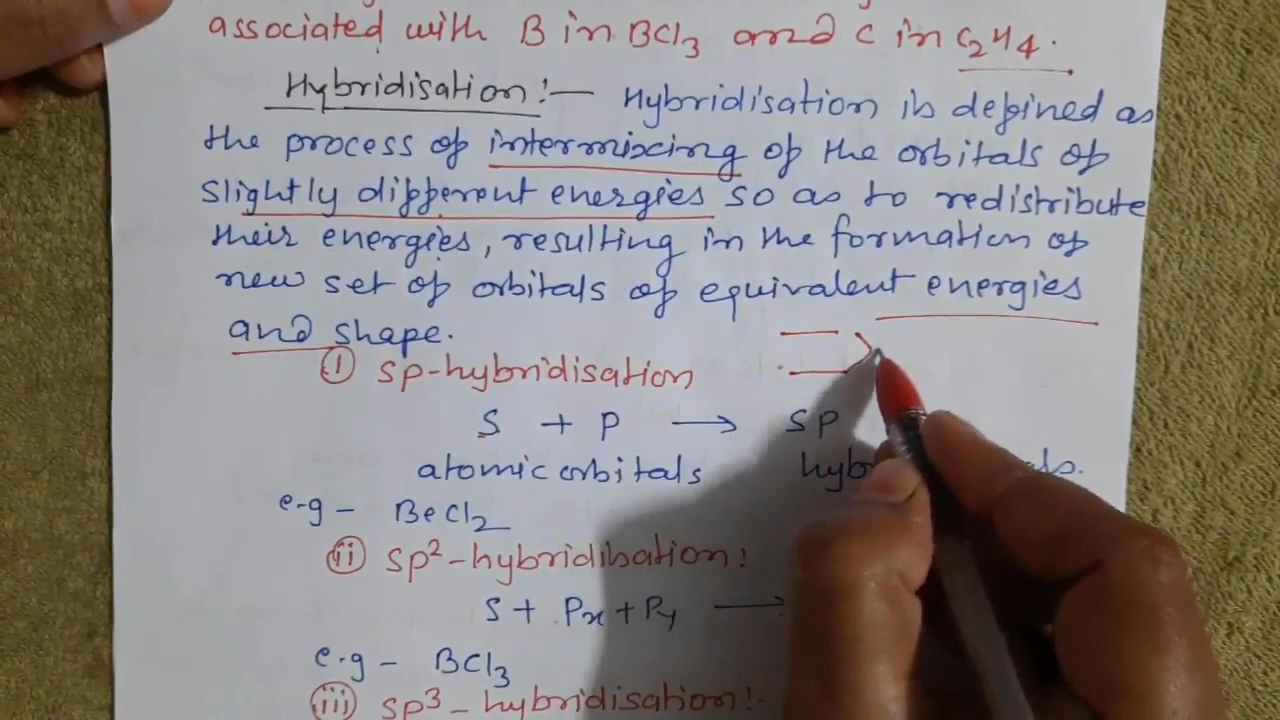 associated with B in BCl3 and C in C2H4.
Hybridisation:- Hybridisation is defined as
the process of intermixing of the orbitals of
slightly different energies so as to redistribute
their energies, resulting in the formation of
new set of orbitals of equivalent energies
and shape.
(i) sp-hybridisation
S + P → SP
atomic orbitals
e.g - BeCl2
(ii) sp²-hybridisation:
S + Px + Py →
e.g - BCl3
(iii) sp³-hybridisation:-